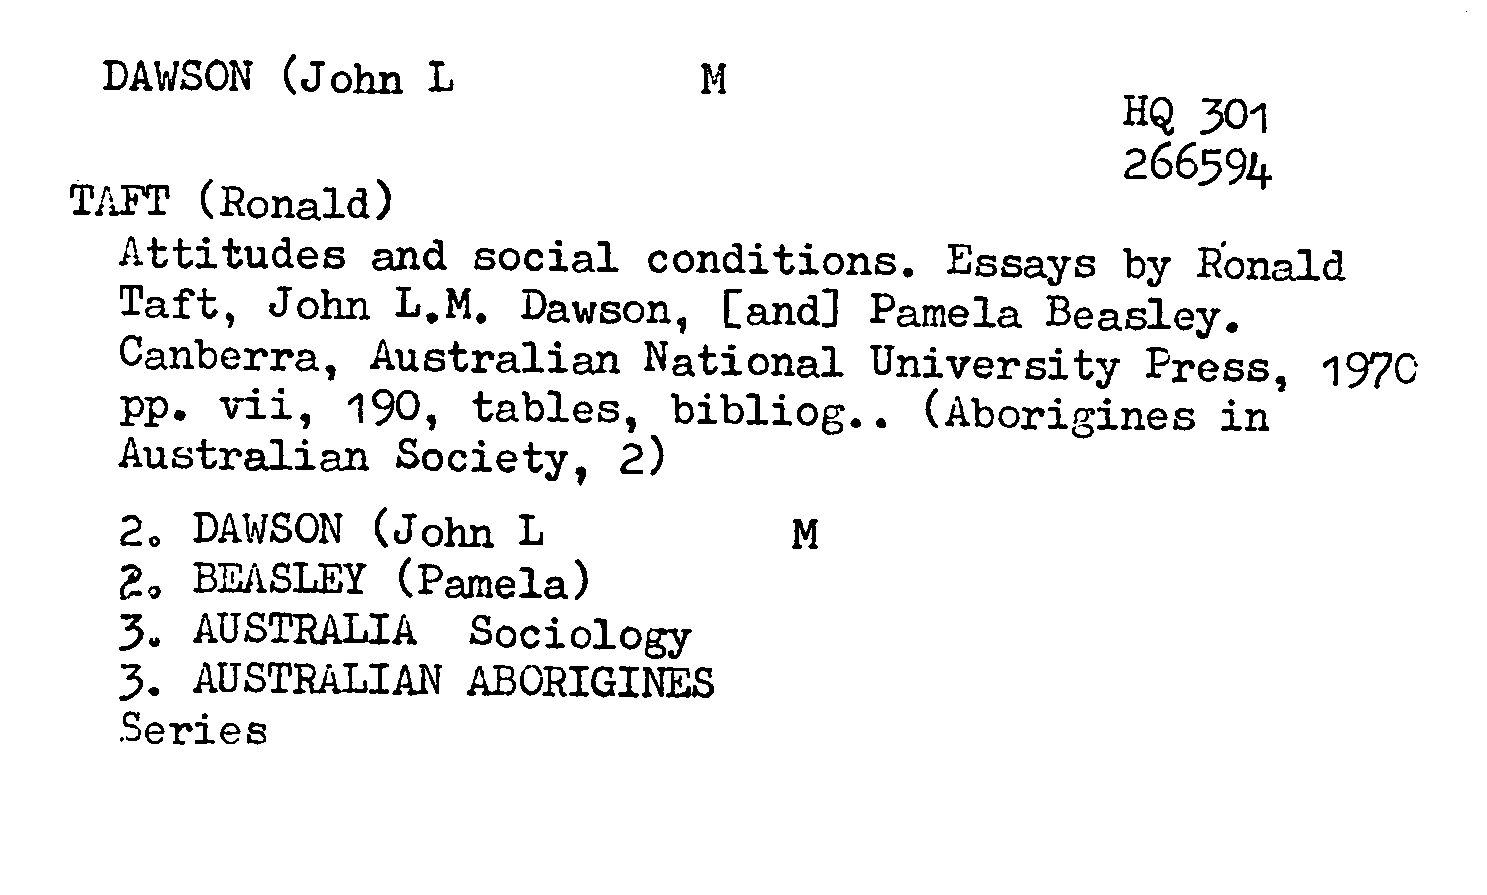 DAWSON (John L M
HQ 301
266594
TAFT (Ronald)
Attitudes and social conditions. Essays by Ronald
Taft, John L.M. Dawson, [and] Pamela Beasley.
Canberra, Australian National University Press, 1970
pp. vii, 190, tables, bibliog.. (Aborigines in
Australian Society, 2)
2. DAWSON (John L M
2. BEASLEY (Pamela)
3. AUSTRALIA Sociology
3. AUSTRALIAN ABORIGINES
Series